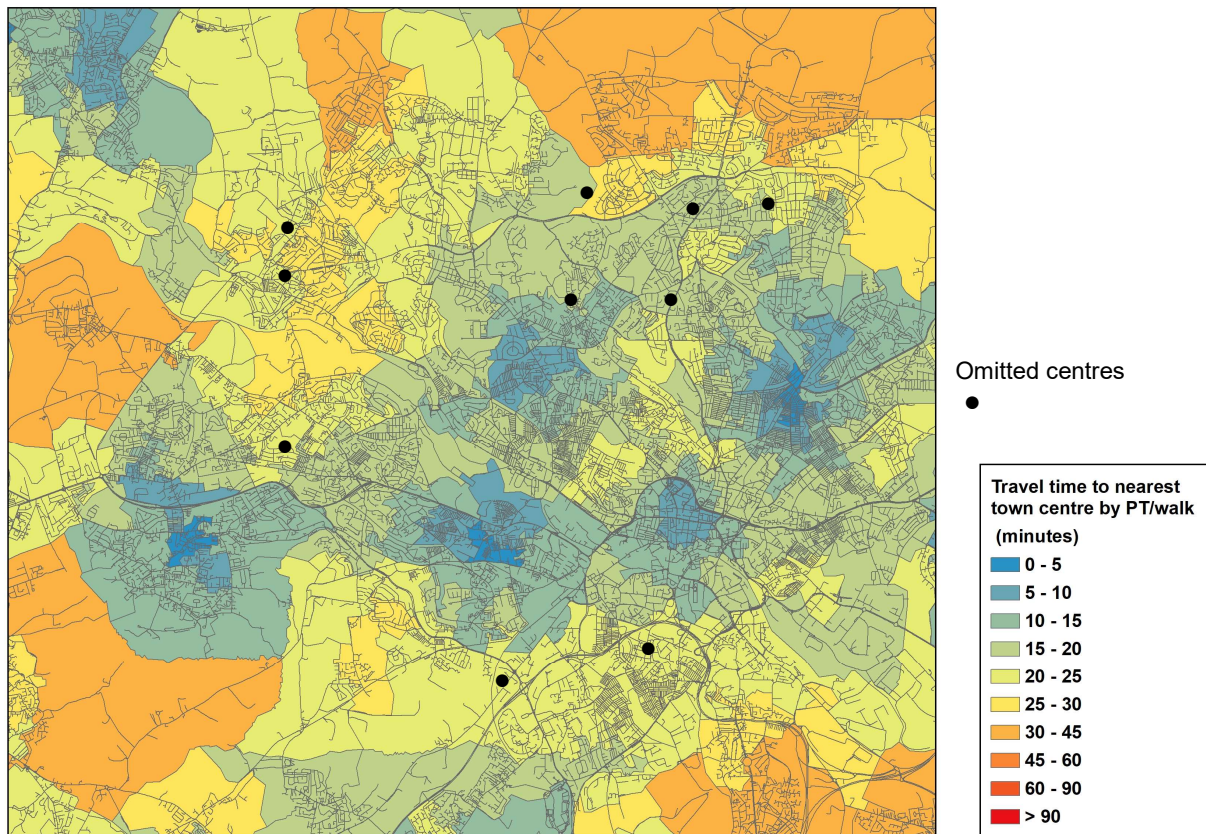 Omitted centres
Travel time to nearest
town centre by PT/walk
(minutes)
0 - 5
5 - 10
10 - 15
15 - 20
20 - 25
25 - 30
30 - 45
45 - 60
60 - 90
> 90